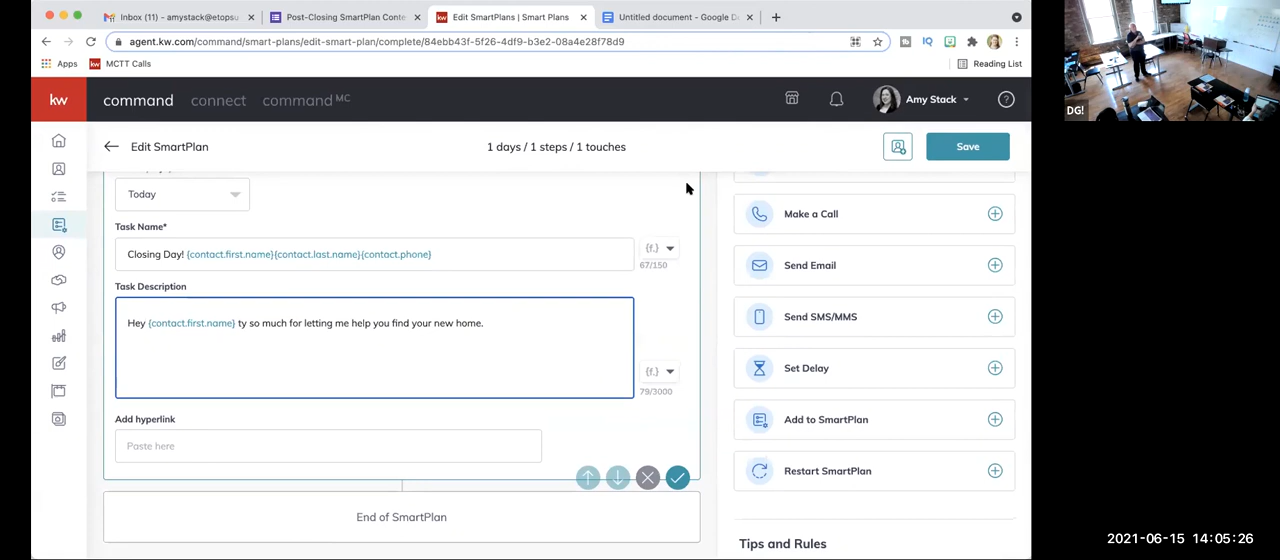 Inbox (11) - amystack@etopsu
Post-Closing SmartPlan Conte
Edit SmartPlans | Smart Plans
Untitled document - Google D
agent.kw.com/command/smart-plans/edit-smart-plan/complete/84ebb43f-5f26-4df9-b3e2-08a4e28f78d9
Apps
MCTT Calls
Reading List
kw
command
connect
command MC
Amy Stack
DG!
Edit SmartPlan
1 days / 1 steps / 1 touches
Save
Today
Task Name*
Closing Day! {contact.first.name}{contact.last.name}{contact.phone}
{f.}
67/150
Task Description
Hey {contact.first.name} ty so much for letting me help you find your new home.
{f.}
79/3000
Add hyperlink
Paste here
End of SmartPlan
Make a Call
Send Email
Send SMS/MMS
Set Delay
Add to SmartPlan
Restart SmartPlan
Tips and Rules
2021-06-15 14:05:26